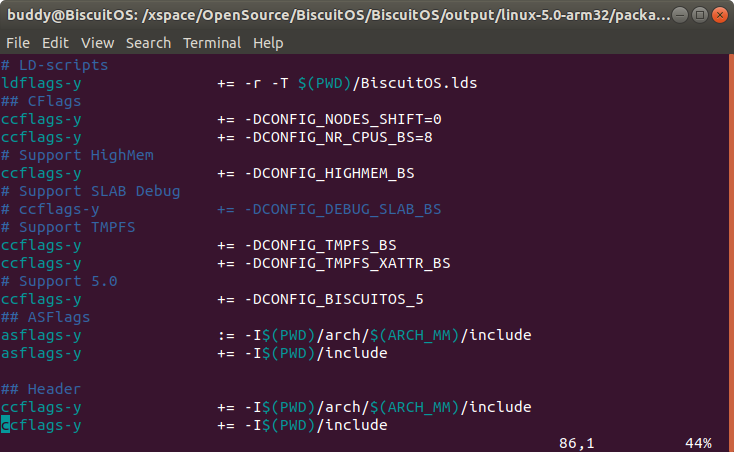 buddy@BiscuitOS: /xspace/OpenSource/BiscuitOS/BiscuitOS/output/linux-5.0-arm32/packa...
File Edit View Search Terminal Help
# LD-scripts
ldflags-y += -r -T $(PWD)/BiscuitOS.lds
## CFlags
ccflags-y += -DCONFIG_NODES_SHIFT=0
ccflags-y += -DCONFIG_NR_CPUS_BS=8
# Support HighMem
ccflags-y += -DCONFIG_HIGHMEM_BS
# Support SLAB Debug
# ccflags-y += -DCONFIG_DEBUG_SLAB_BS
# Support TMPFS
ccflags-y += -DCONFIG_TMPFS_BS
ccflags-y += -DCONFIG_TMPFS_XATTR_BS
# Support 5.0
ccflags-y += -DCONFIG_BISCUITOS_5
## ASFlags
asflags-y := -I$(PWD)/arch/$(ARCH_MM)/include
asflags-y += -I$(PWD)/include
## Header
ccflags-y += -I$(PWD)/arch/$(ARCH_MM)/include
ccflags-y += -I$(PWD)/include
86,1 44%